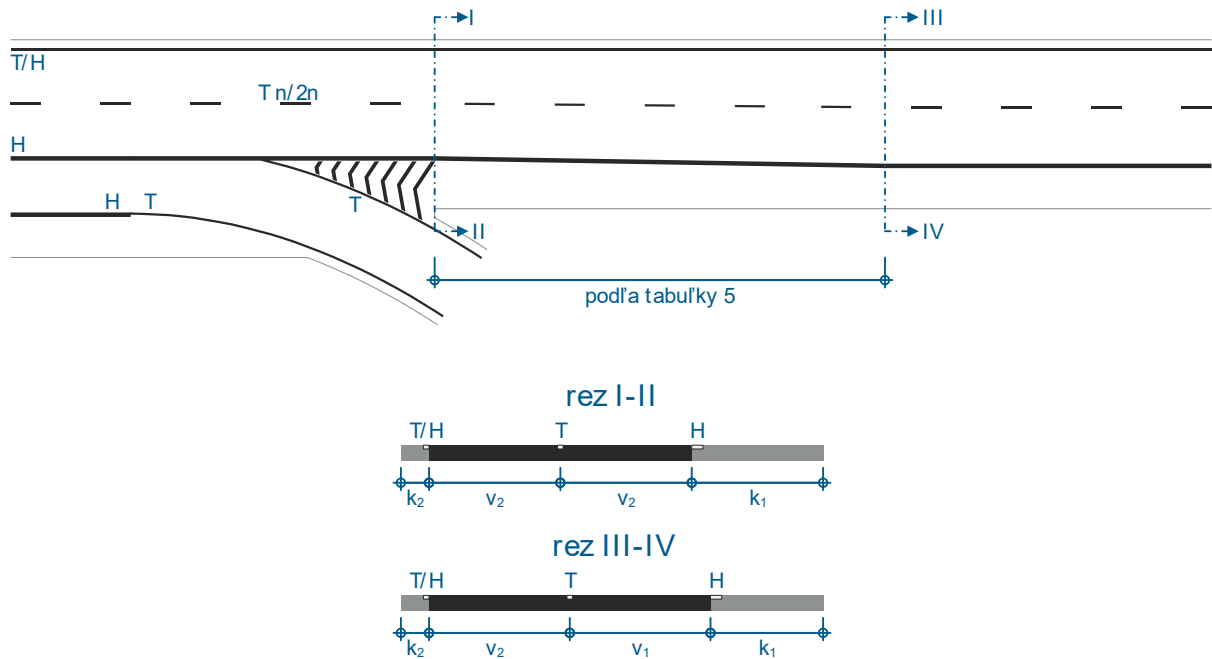 I III
T/H
T n/2n
H
H T
T
II IV
podľa tabuľky 5
rez I-II
T/H T H
k₂ v₂ v₂ k₁
rez III-IV
T/H T H
k₂ v₂ v₁ k₁